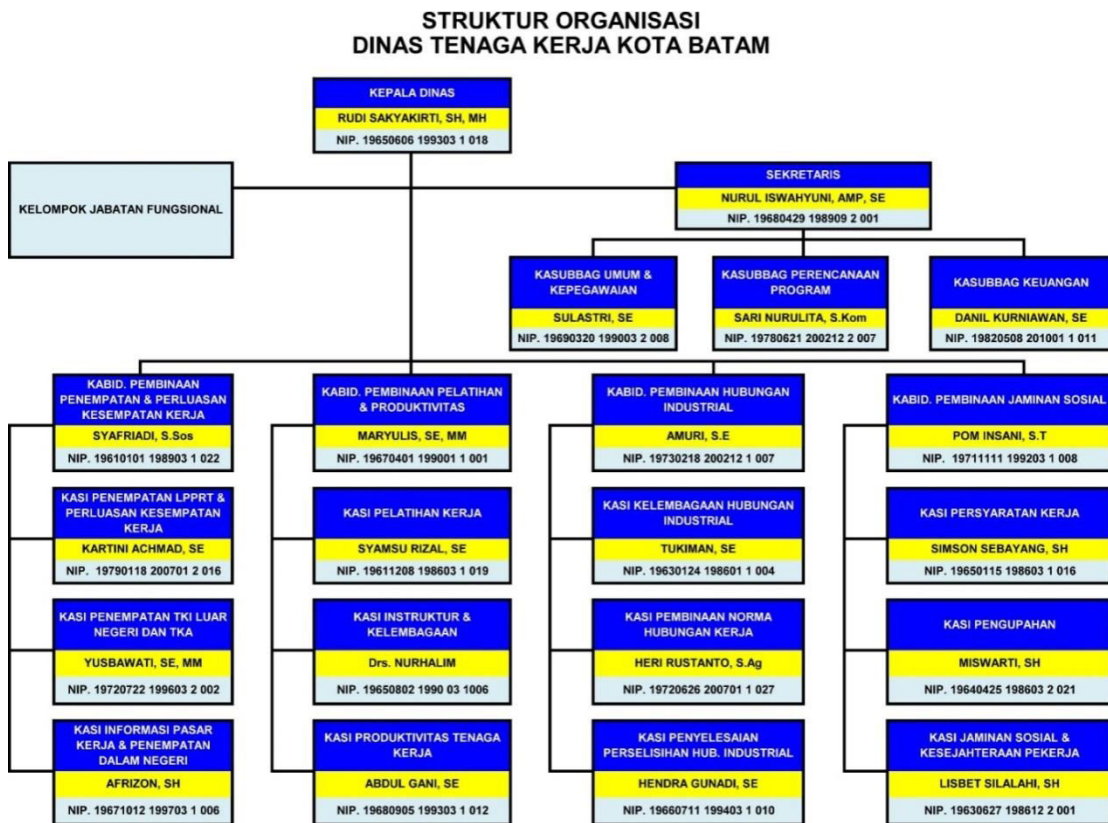 STRUKTUR ORGANISASI
DINAS TENAGA KERJA KOTA BATAM
KEPALA DINAS
RUDI SAKYAKIRTI, SH, MH
NIP. 19650606 199303 1 018
KELOMPOK JABATAN FUNGSIONAL
SEKRETARIS
NURUL ISWAHYUNI, AMP, SE
NIP. 19680429 198909 2 001
KASUBBAG UMUM &
KEPEGAWAIAN
SULASTRI, SE
NIP. 19690320 199003 2 008
KASUBBAG PERENCANAAN
PROGRAM
SARI NURULITA, S.Kom
NIP. 19780621 200212 2 007
KASUBBAG KEUANGAN
DANIL KURNIAWAN, SE
NIP. 19820508 201001 1 011
KABID. PEMBINAAN
PENEMPATAN & PERLUASAN
KESEMPATAN KERJA
SYAFRIADI, S.Sos
NIP. 19610101 198903 1 022
KABID. PEMBINAAN PELATIHAN
& PRODUKTIVITAS
MARYULIS, SE, MM
NIP. 19670401 199001 1 001
KABID. PEMBINAAN HUBUNGAN
INDUSTRIAL
AMURI, S.E
NIP. 19730218 200212 1 007
KABID. PEMBINAAN JAMINAN SOSIAL
POM INSANI, S.T
NIP. 19711111 199203 1 008
KASI PENEMPATAN LPPRT &
PERLUASAN KESEMPATAN
KERJA
KARTINI ACHMAD, SE
NIP. 19790118 200701 2 016
KASI PELATIHAN KERJA
SYAMSU RIZAL, SE
NIP. 19611208 198603 1 019
KASI KELEMBAGAAN HUBUNGAN
INDUSTRIAL
TUKIMAN, SE
NIP. 19630124 198601 1 004
KASI PERSYARATAN KERJA
SIMSON SEBAYANG, SH
NIP. 19650115 198603 1 016
KASI PENEMPATAN TKI LUAR
NEGERI DAN TKA
YUSBAWATI, SE, MM
NIP. 19720722 199603 2 002
KASI INSTRUKTUR &
KELEMBAGAAN
Drs. NURHALIM
NIP. 19650802 1990 03 1006
KASI PEMBINAAN NORMA
HUBUNGAN KERJA
HERI RUSTANTO, S.Ag
NIP. 19720626 200701 1 027
KASI PENGUPAHAN
MISWARTI, SH
NIP. 19640425 198603 2 021
KASI INFORMASI PASAR
KERJA & PENEMPATAN
DALAM NEGERI
AFRIZON, SH
NIP. 19671012 199703 1 006
KASI PRODUKTIVITAS TENAGA
KERJA
ABDUL GANI, SE
NIP. 19680905 199303 1 012
KASI PENYELESAIAN
PERSELISIHAN HUB. INDUSTRIAL
HENDRA GUNADI, SE
NIP. 19660711 199403 1 010
KASI JAMINAN SOSIAL &
KESEJAHTERAAN PEKERJA
LISBET SILALAHI, SH
NIP. 19630627 198612 2 001